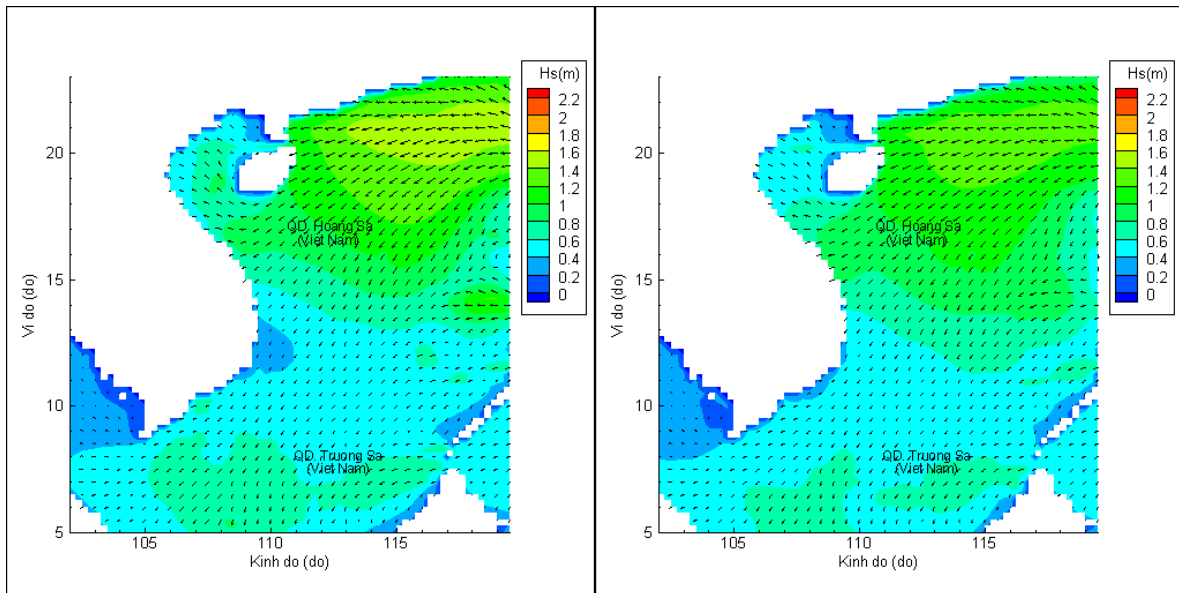 Hs(m)
2.2
2
1.8
1.6
1.4
1.2
1
0.8
0.6
0.4
0.2
0
20
15
10
5
Vi do (do)
QD. Hoang Sa
(Viet Nam)
QD. Truong Sa
(Viet Nam)
105
110
115
Kinh do (do)
Hs(m)
2.2
2
1.8
1.6
1.4
1.2
1
0.8
0.6
0.4
0.2
0
20
15
10
5
Vi do (do)
QD. Hoang Sa
(Viet Nam)
QD. Truong Sa
(Viet Nam)
105
110
115
Kinh do (do)